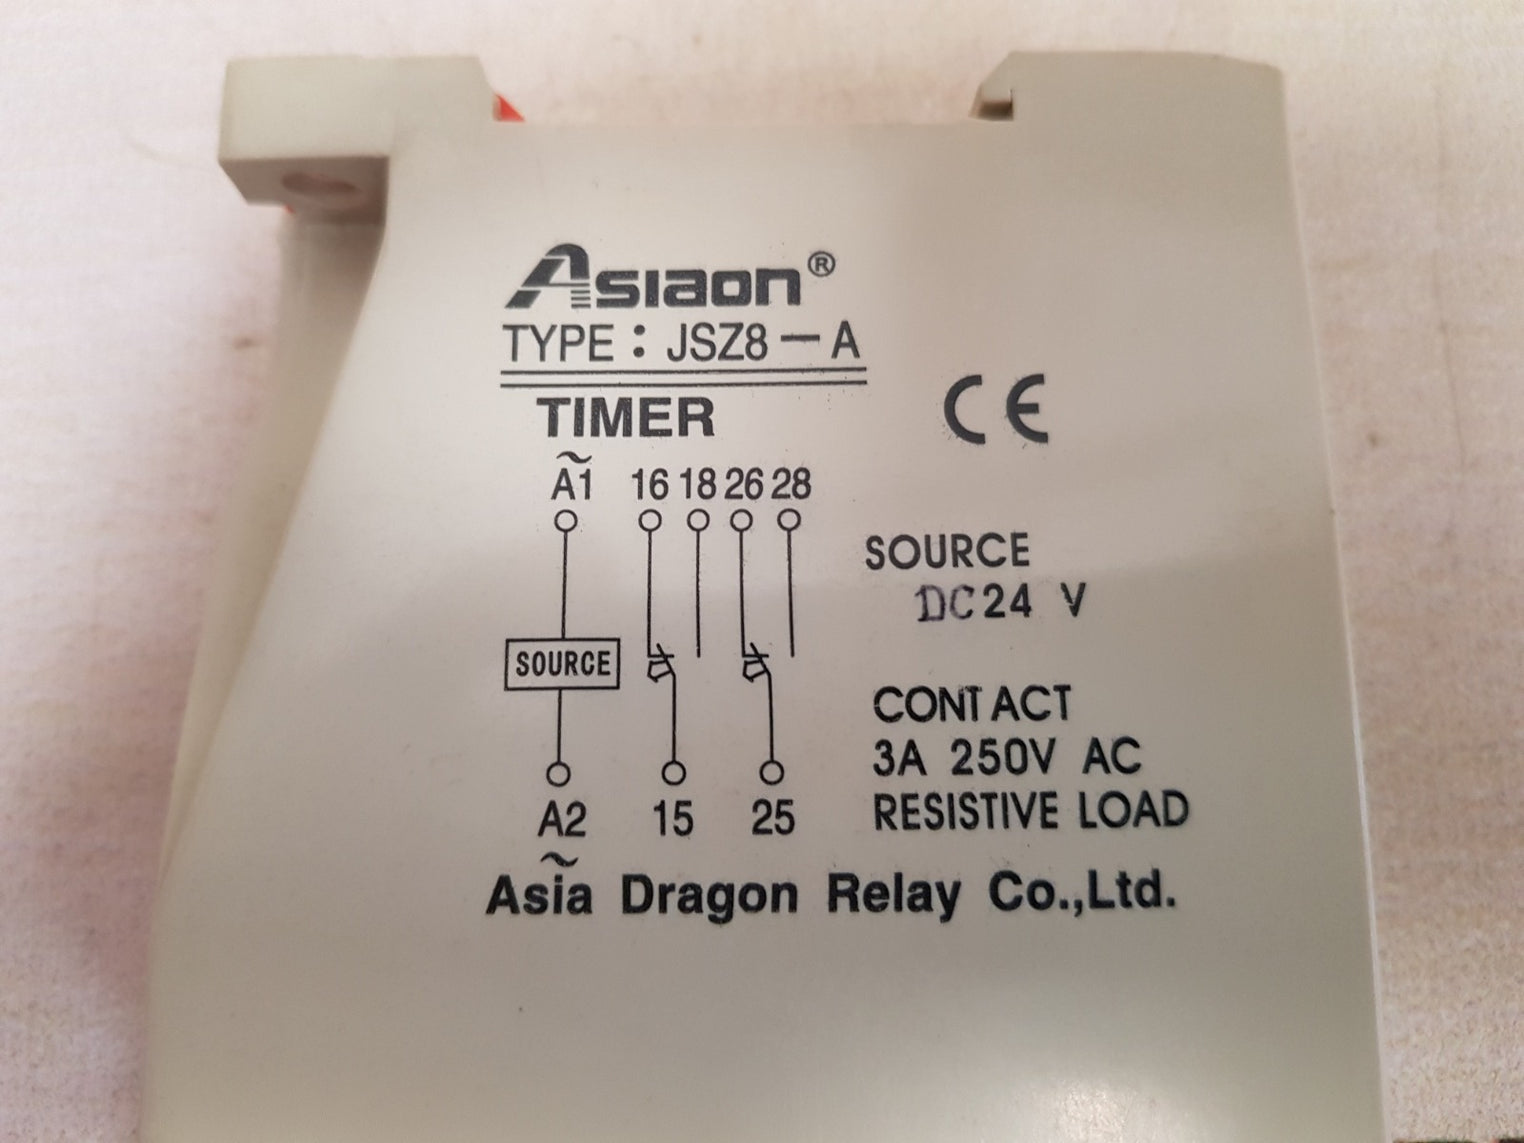 Asiaon®
TYPE : JSZ8 — A
TIMER
CE
~
A1 16 18 26 28
SOURCE
DC24 V
SOURCE
CONTACT
3A 250V AC
RESISTIVE LOAD
A2 15 25
~
Asia Dragon Relay Co.,Ltd.